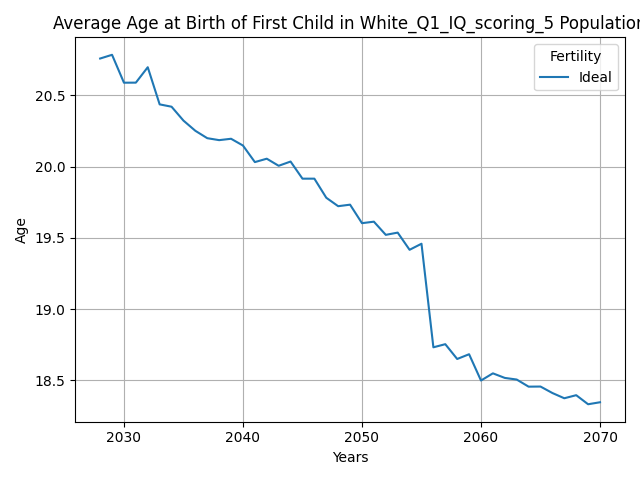 Average Age at Birth of First Child in White_Q1_IQ_scoring_5 Population
Fertility
Ideal
20.5
20.0
19.5
19.0
18.5
Age
2030 2040 2050 2060 2070
Years